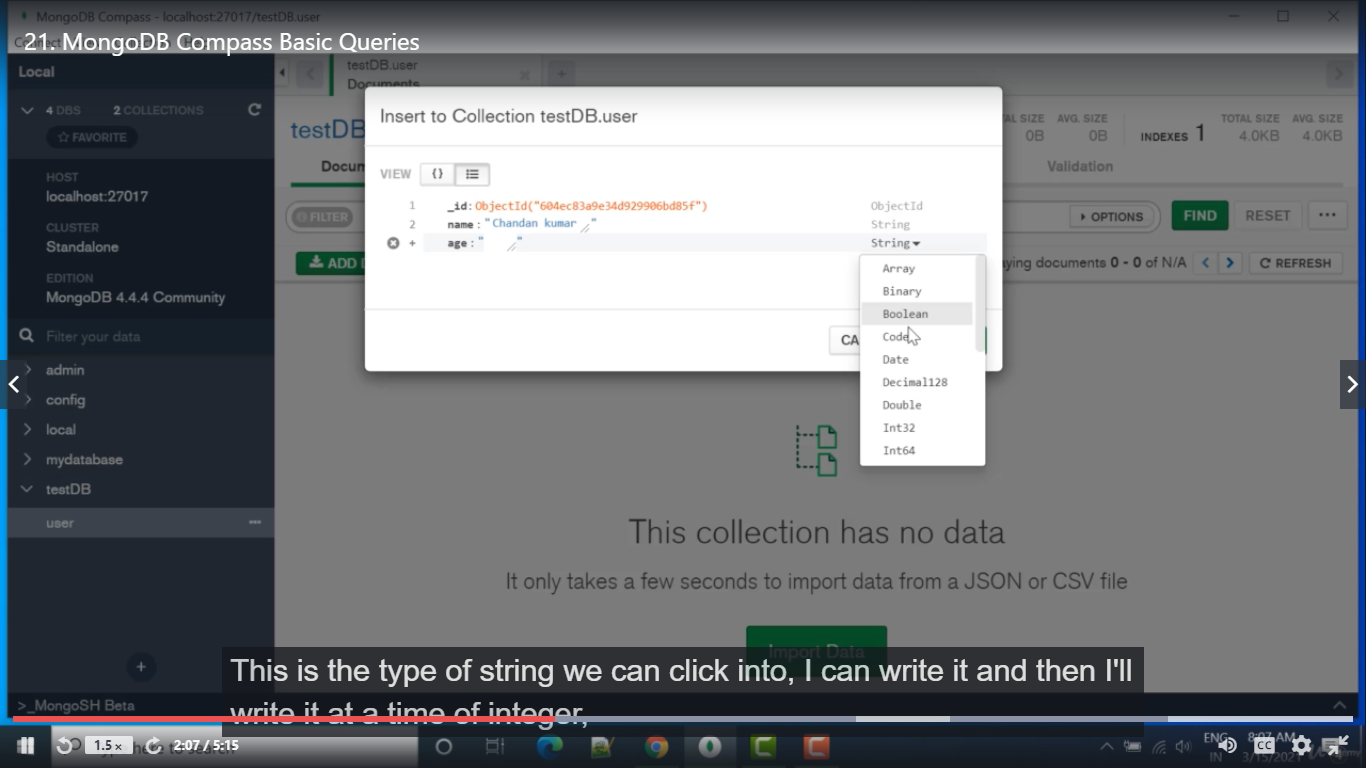 MongoDB Compass - localhost:27017/testDB.user
21. MongoDB Compass Basic Queries
Local
testDB.user
Documents
4 DBS 2 COLLECTIONS
FAVORITE
HOST
localhost:27017
CLUSTER
Standalone
EDITION
MongoDB 4.4.4 Community
Filter your data
admin
config
local
mydatabase
testDB
user
>_MongoSH Beta
testDB
AVG. SIZE
0B 0B
INDEXES 1
TOTAL SIZE AVG. SIZE
4.0KB 4.0KB
Validation
FILTER
OPTIONS
FIND
RESET
ADD
documents 0 - 0 of N/A
REFRESH
Insert to Collection testDB.user
VIEW {}
1 _id: ObjectId("604ec83a9e34d929906bd85f") ObjectId
2 name : "Chandan kumar " String
+ age : " " String
Array
Binary
Boolean
Code
Date
Decimal128
Double
Int32
Int64
This collection has no data
It only takes a few seconds to import data from a JSON or CSV file
Import Data
This is the type of string we can click into, I can write it and then I'll
write it at a time of integer,
1.5 x
2:07 / 5:15
ENG
IN
8:07 AM
3/15/2021
CC